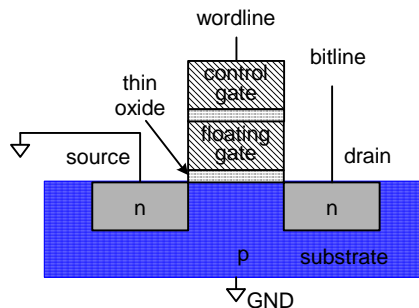 wordline
control
gate
bitline
thin
oxide
floating
gate
source
drain
n
n
p
substrate
GND